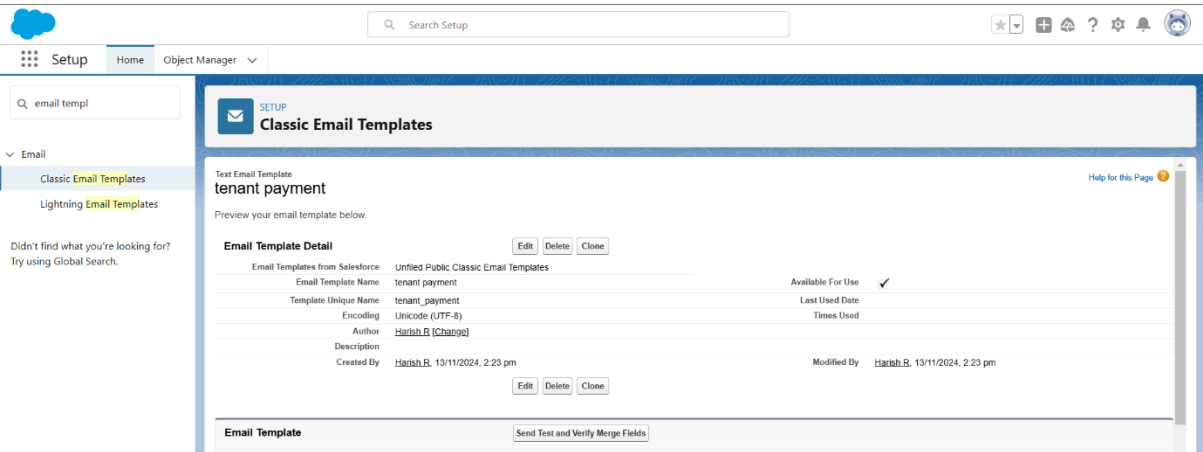 Search Setup
Setup Home Object Manager
email templ
Email
Classic Email Templates
Lightning Email Templates
Didn't find what you're looking for?
Try using Global Search.
SETUP
Classic Email Templates
Text Email Template
tenant payment
Help for this Page
Preview your email template below.
Email Template Detail Edit Delete Clone
Email Templates from Salesforce Unfiled Public Classic Email Templates
Email Template Name tenant payment Available For Use ✓
Template Unique Name tenant_payment Last Used Date
Encoding Unicode (UTF-8) Times Used
Author Harish R [Change]
Description
Created By Harish R, 13/11/2024, 2:23 pm Modified By Harish R, 13/11/2024, 2:23 pm
Edit Delete Clone
Email Template Send Test and Verify Merge Fields